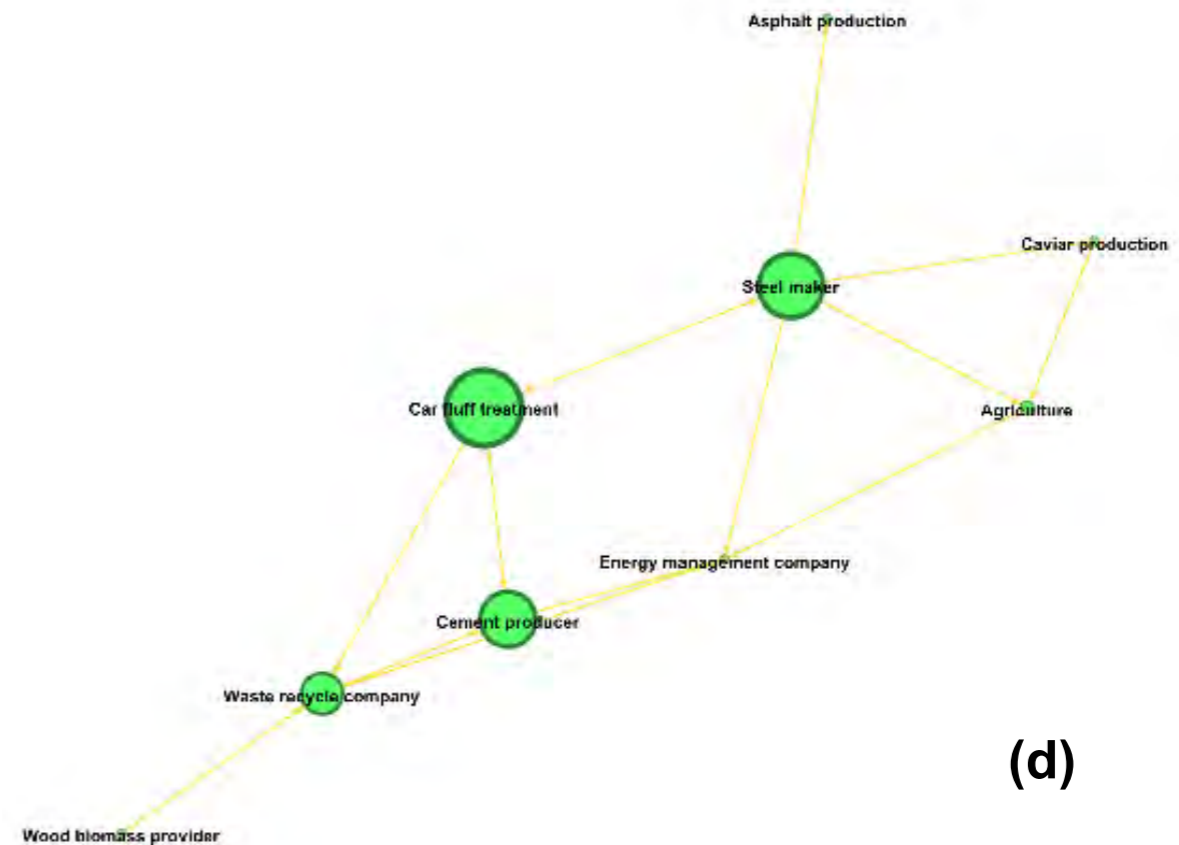 Asphalt production
Caviar production
Steel maker
Car fluff treatment
Agriculture
Energy management company
Cement producer
Waste recycle company
(d)
Wood biomass provider